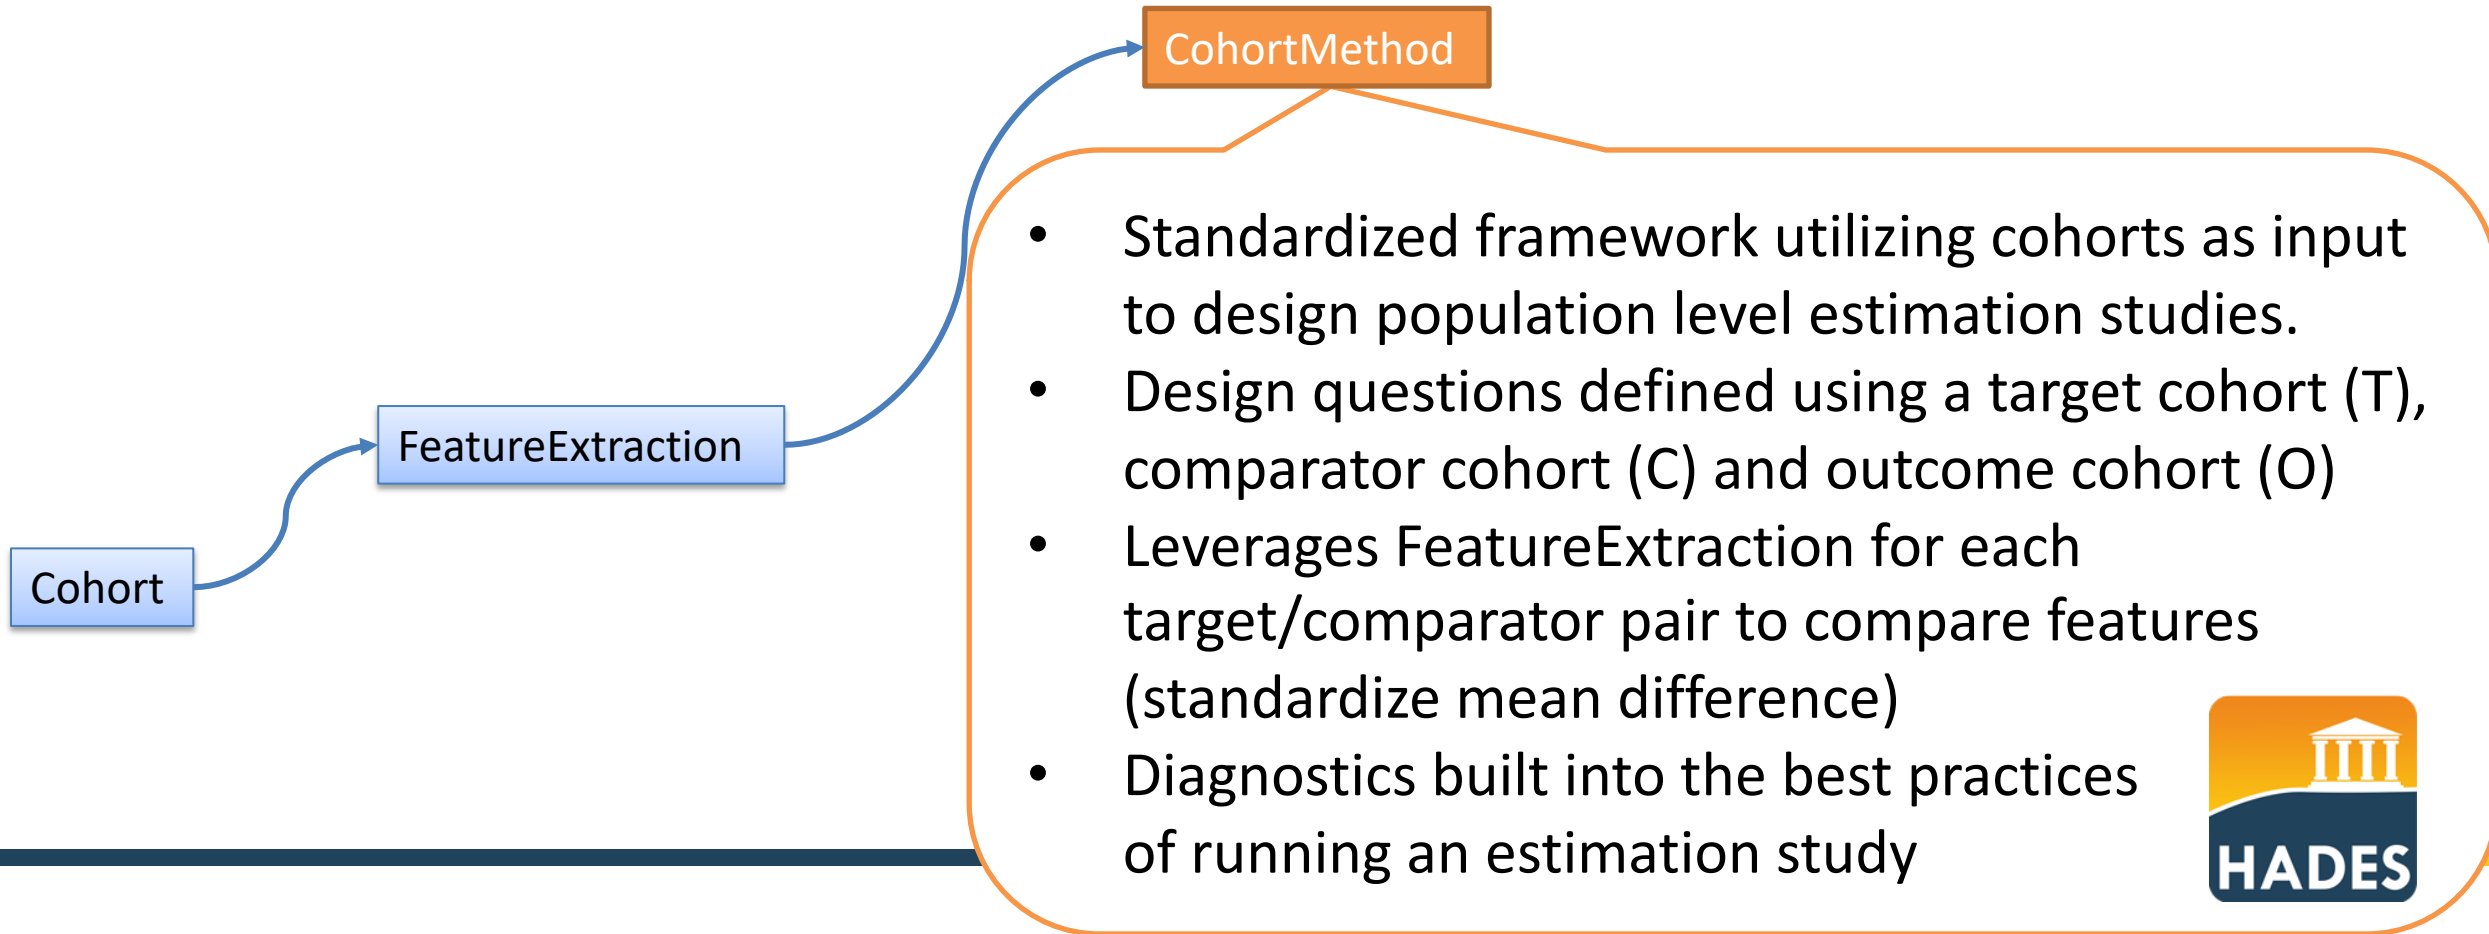 CohortMethod
• Standardized framework utilizing cohorts as input
to design population level estimation studies.
• Design questions defined using a target cohort (T),
comparator cohort (C) and outcome cohort (O)
• Leverages FeatureExtraction for each
target/comparator pair to compare features
(standardize mean difference)
• Diagnostics built into the best practices
of running an estimation study
FeatureExtraction
Cohort
HADES